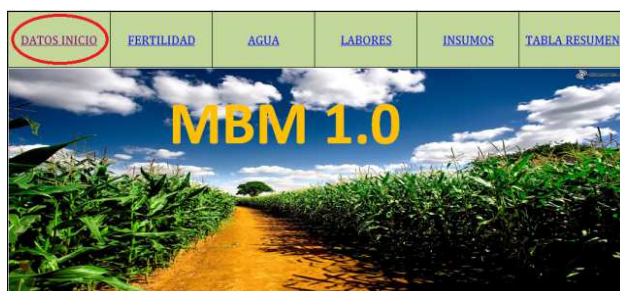 DATOS INICIO FERTILIDAD AGUA LABORES INSUMOS TABLA RESUMEN
MBM 1.0